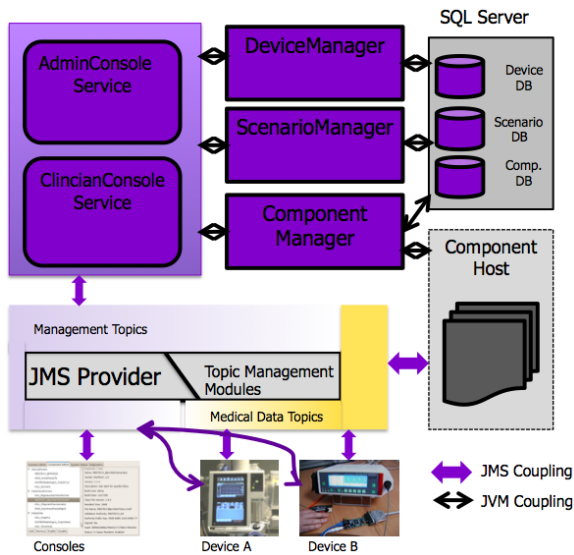 SQL Server
AdminConsole
Service
DeviceManager
Device
DB
ScenarioManager
Scenario
DB
ClincianConsole
Service
Component
Manager
Comp.
DB
Component
Host
Management Topics
JMS Provider
Topic Management
Modules
Medical Data Topics
JMS Coupling
JVM Coupling
Consoles
Device A
Device B